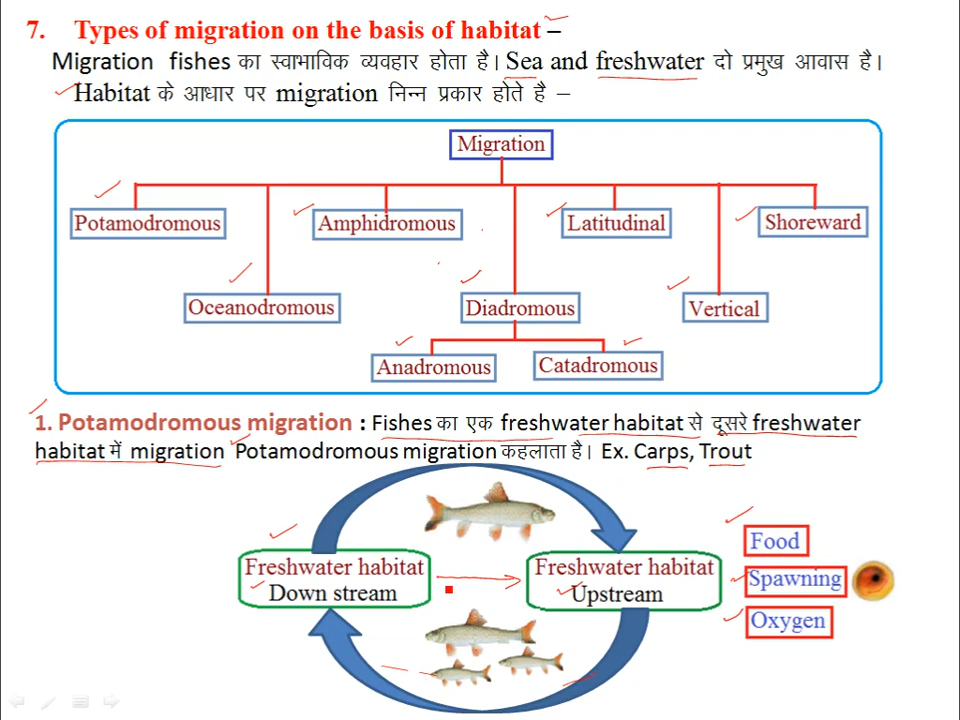 7. Types of migration on the basis of habitat –
Migration fishes का स्वाभाविक व्यवहार होता है। Sea and freshwater दो प्रमुख आवास है।
Habitat के आधार पर migration निन्न प्रकार होते है –
Migration
Potamodromous
Amphidromous
Latitudinal
Shoreward
Oceanodromous
Diadromous
Vertical
Anadromous
Catadromous
1. Potamodromous migration : Fishes का एक freshwater habitat से दूसरे freshwater
habitat में migration Potamodromous migration कहलाता है। Ex. Carps, Trout
Freshwater habitat
Down stream
Freshwater habitat
Upstream
Food
Spawning
Oxygen